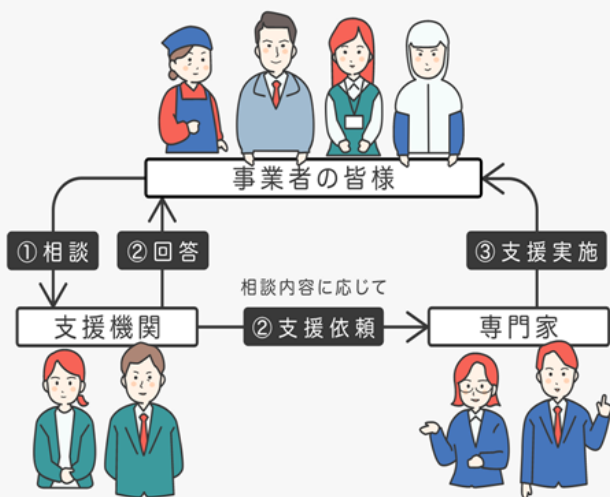 事業者の皆様
①相談
②回答
③支援実施
相談内容に応じて
②支援依頼
支援機関
専門家